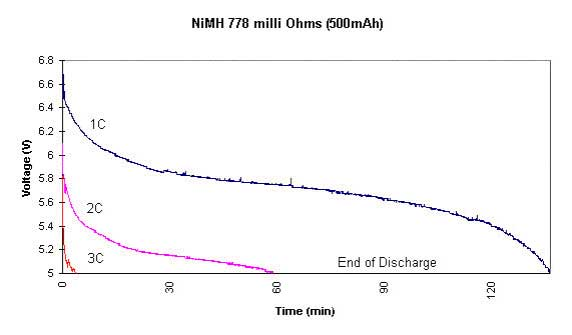 NiMH 778 milli Ohms (500mAh)
6.8
6.6
6.4
6.2
6
5.8
5.6
5.4
5.2
5
Voltage (V)
1C
2C
3C
End of Discharge
0
30
60
90
120
Time (min)